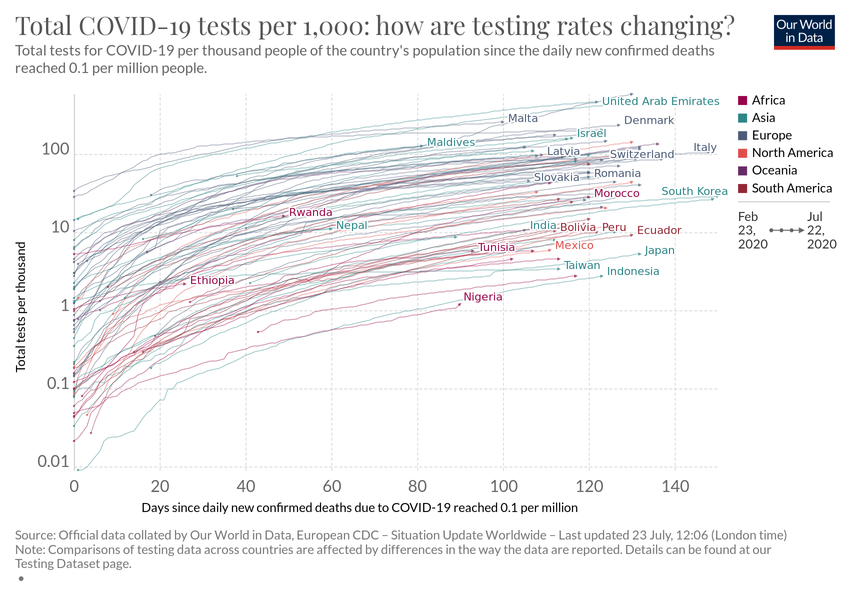 Total COVID-19 tests per 1,000: how are testing rates changing?
Our World
in Data
Total tests for COVID-19 per thousand people of the country's population since the daily new confirmed deaths
reached 0.1 per million people.
United Arab Emirates
Malta
Denmark
Israel
Maldives
Latvia
Switzerland
Italy
Slovakia
Romania
Morocco
South Korea
Rwanda
Nepal
India
Bolivia
Peru
Ecuador
Tunisia
Mexico
Japan
Taiwan
Indonesia
Ethiopia
Nigeria
Africa
Asia
Europe
North America
Oceania
South America
Feb
23,
2020
Jul
22,
2020
Total tests per thousand
100
10
1
0.1
0.01
0
20
40
60
80
100
120
140
Days since daily new confirmed deaths due to COVID-19 reached 0.1 per million
Source: Official data collated by Our World in Data, European CDC – Situation Update Worldwide – Last updated 23 July, 12:06 (London time)
Note: Comparisons of testing data across countries are affected by differences in the way the data are reported. Details can be found at our
Testing Dataset page.
•